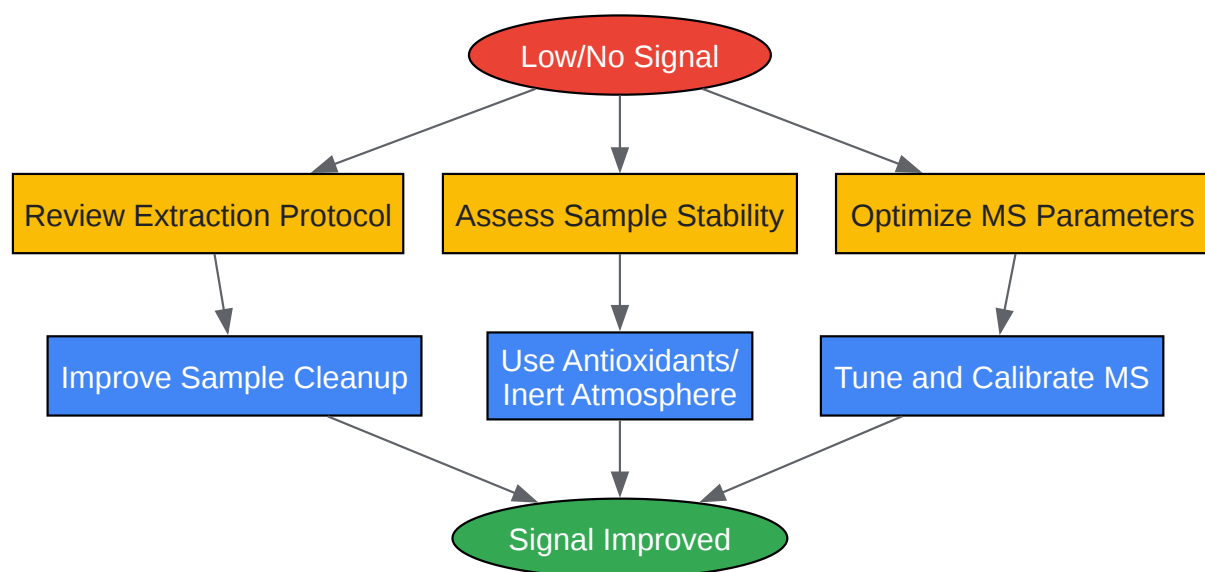 Low/No Signal
Review Extraction Protocol
Assess Sample Stability
Optimize MS Parameters
Improve Sample Cleanup
Use Antioxidants/
Inert Atmosphere
Tune and Calibrate MS
Signal Improved